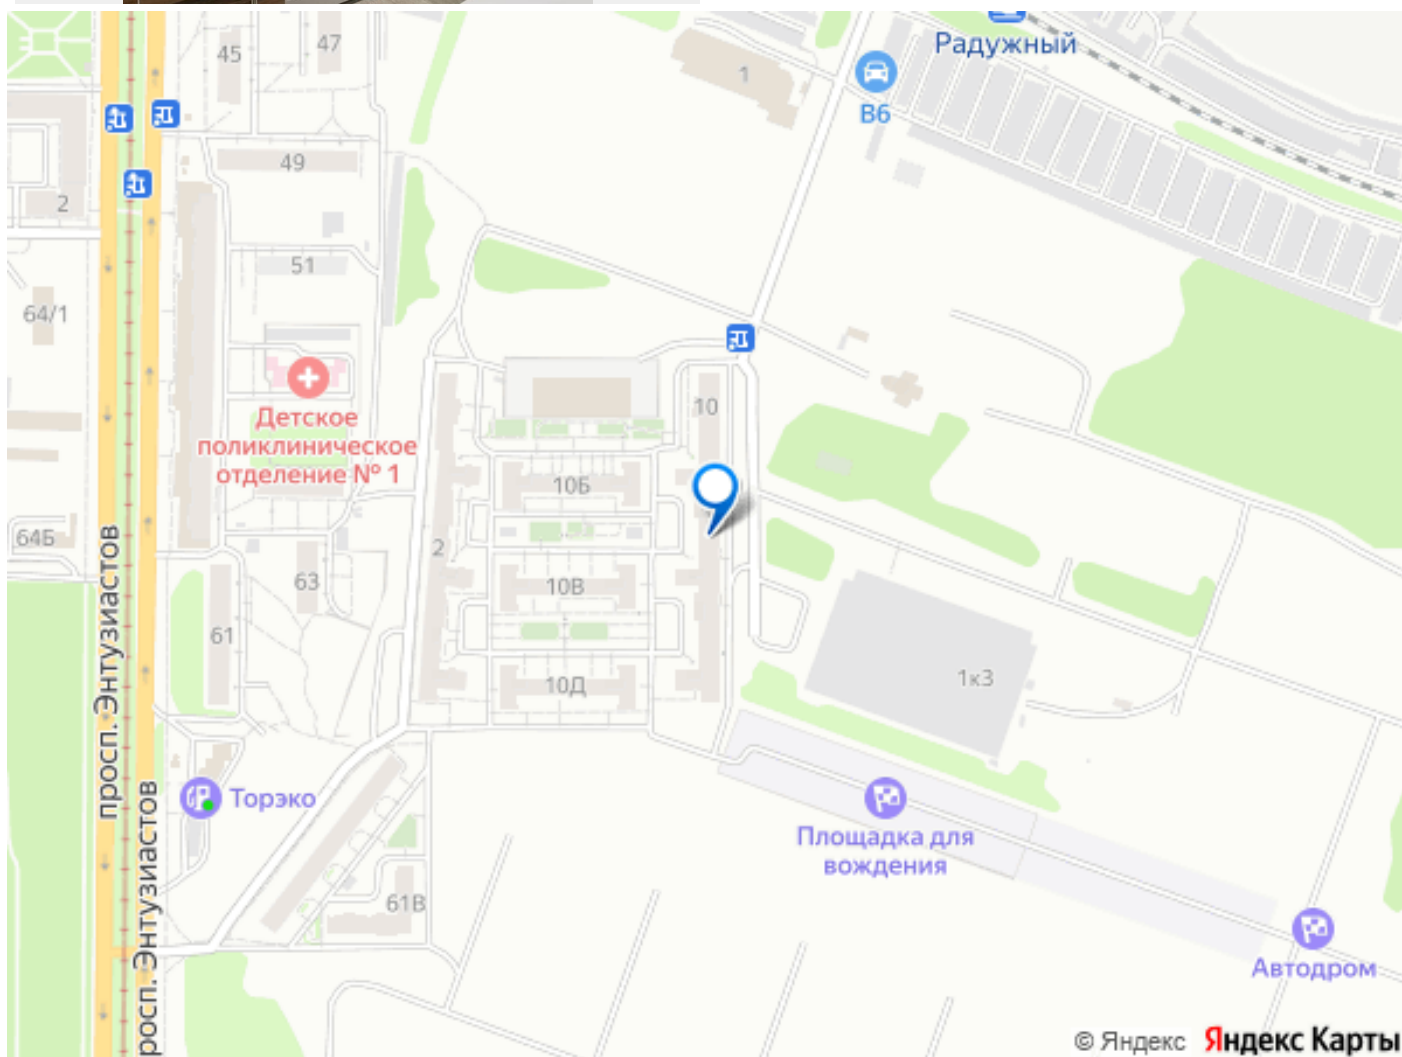 47
45
Радужный
1
В6
49
2
51
64/1
Детское
поликлиническое
отделение № 1
10
10Б
64Б
2
63
10В
61
10Д
1к3
просп. Энтузиастов
Торэко
Площадка для
вождения
61В
росп. Энтузиастов
Автодром
© Яндекс Яндекс Карты